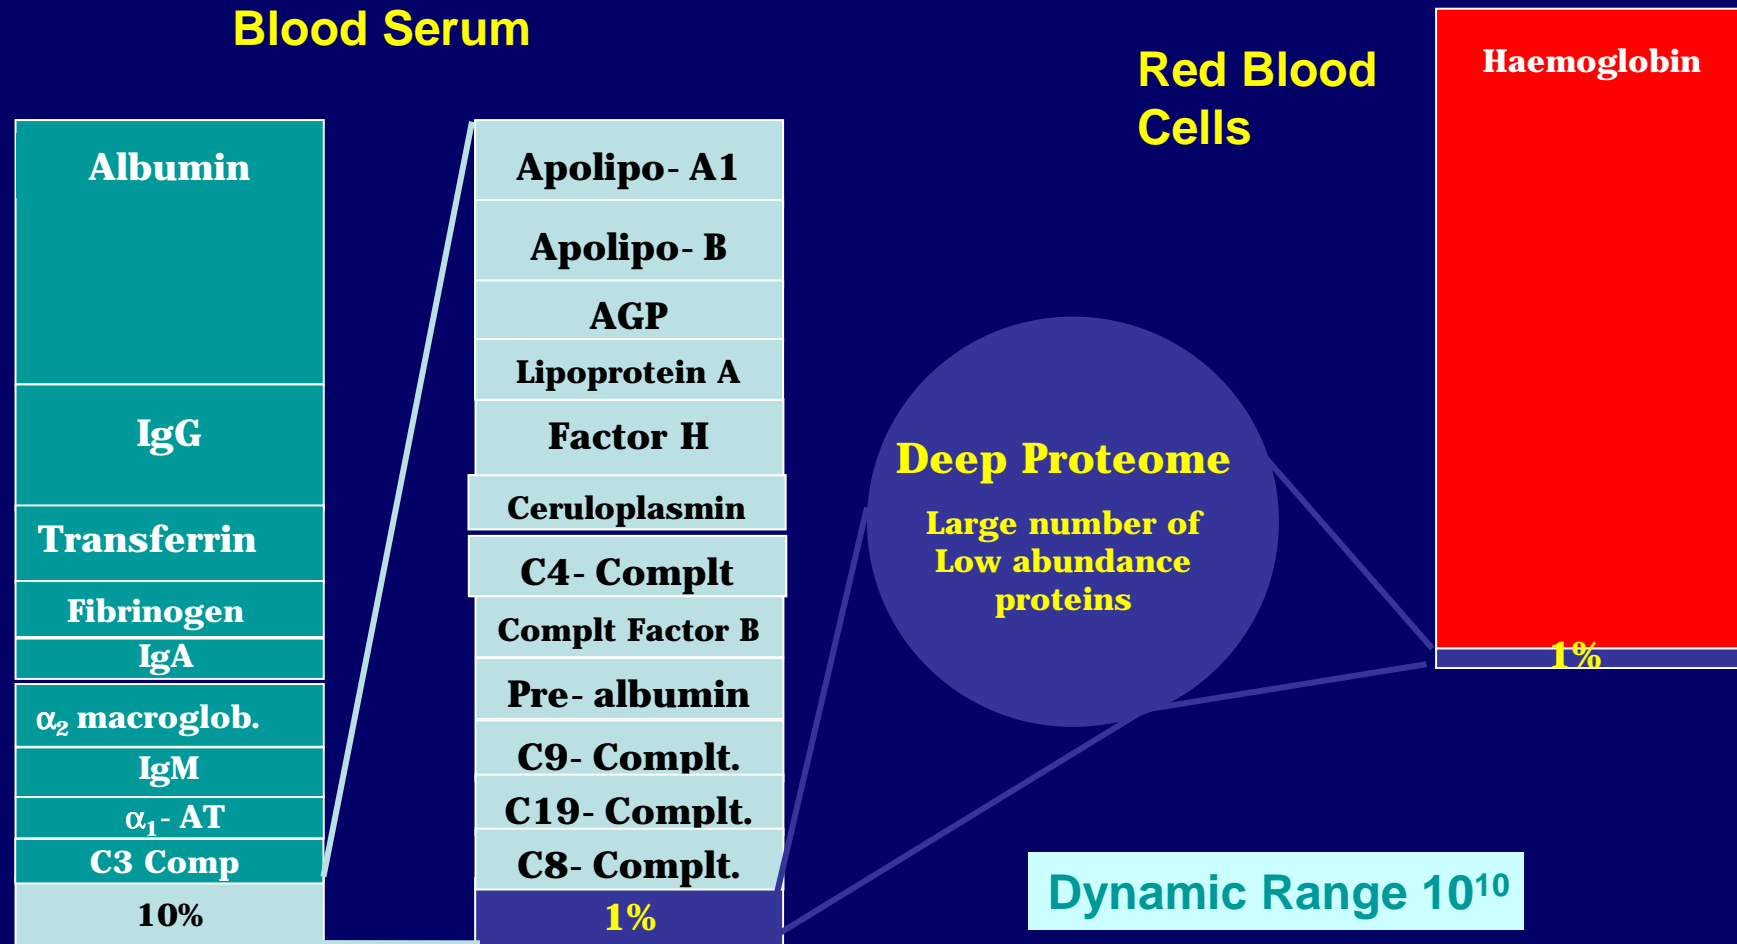 Blood Serum
Albumin
IgG
Transferrin
Fibrinogen
IgA
α₂ macroglob.
IgM
α₁- AT
C3 Comp
10%
Apolipo- A1
Apolipo- B
AGP
Lipoprotein A
Factor H
Ceruloplasmin
C4- Complt
Complt Factor B
Pre- albumin
C9- Complt.
C19- Complt.
C8- Complt.
1%
Deep Proteome
Large number of
Low abundance
proteins
Red Blood
Cells
Haemoglobin
1%
Dynamic Range 10¹⁰